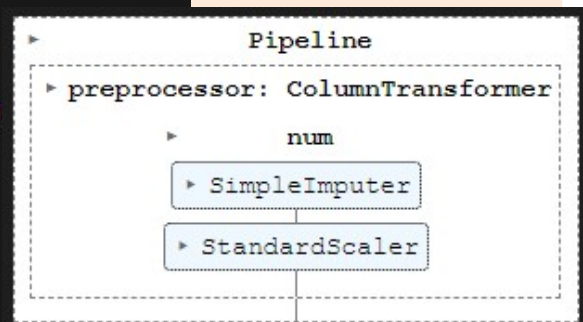 Pipeline
preprocessor: ColumnTransformer
num
SimpleImputer
StandardScaler